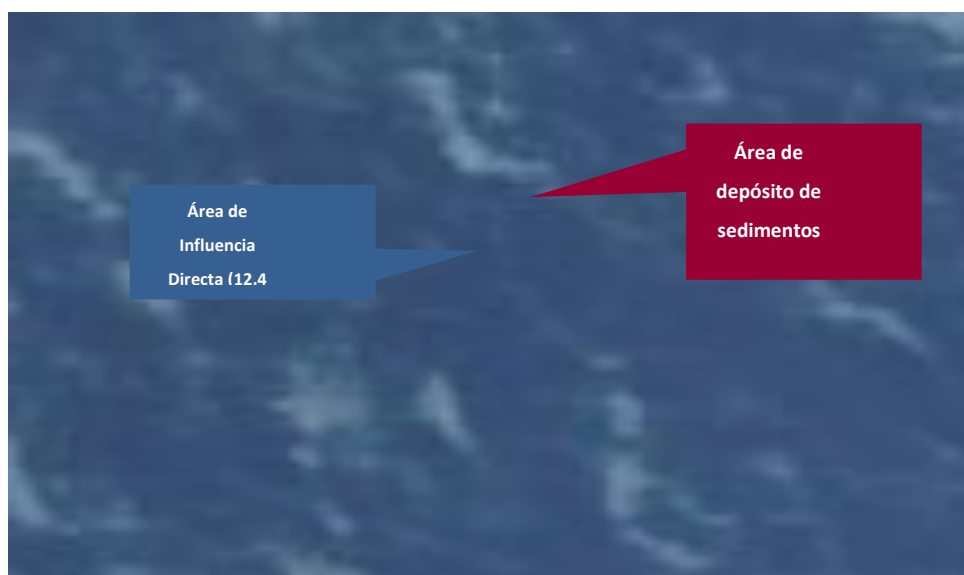 Área de
Influencia
Directa (12.4
Área de
depósito de
sedimentos